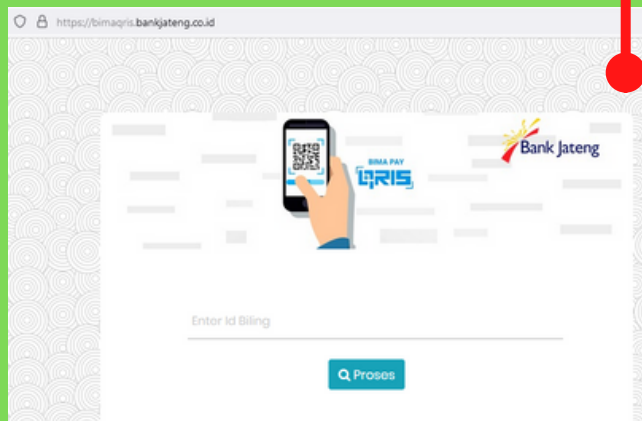 https://bimaqris.bankjateng.co.id
BIMA PAY
QRIS
Bank Jateng
Enter Id Biling
Proses